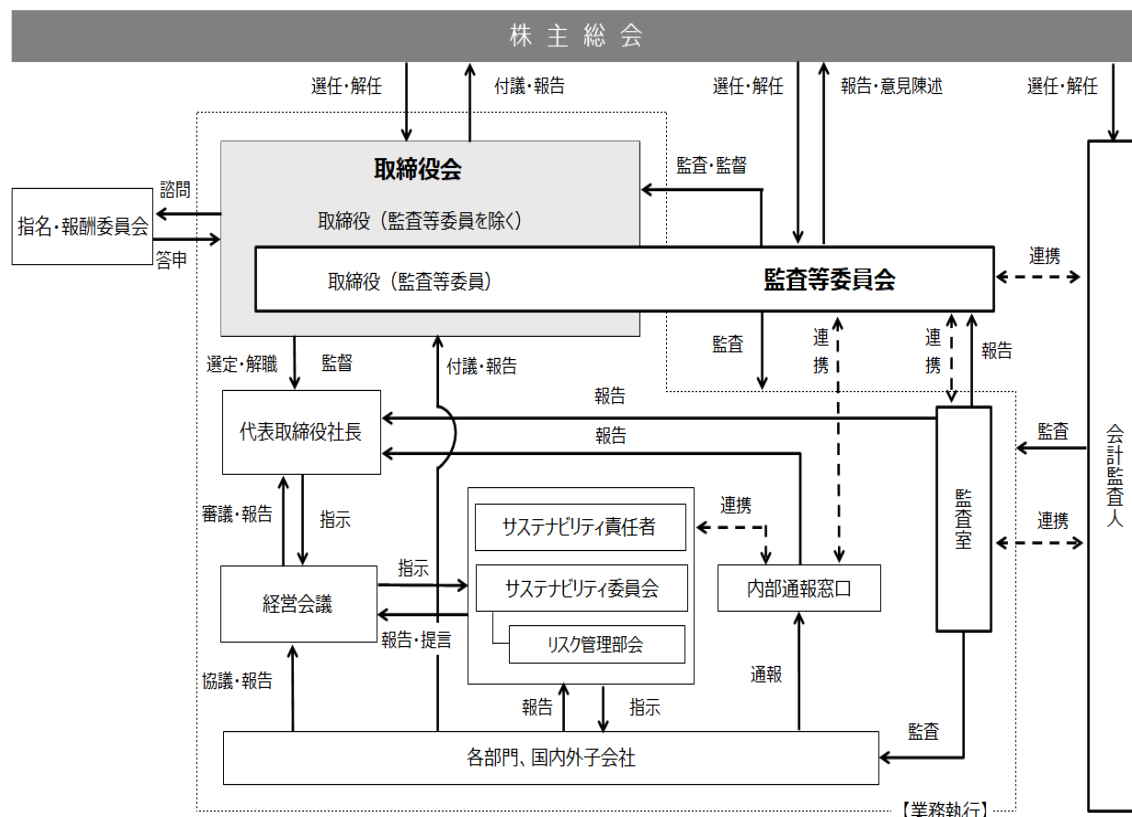 株主総会
選任・解任
付議・報告
選任・解任
報告・意見陳述
選任・解任
取締役会
監査・監督
諮問
指名・報酬委員会
取締役（監査等委員を除く）
答申
連携
取締役（監査等委員）
監査等委員会
選定・解職
監督
付議・報告
監査
連携
連携
報告
報告
代表取締役社長
報告
監査
会計監査人
審議・報告
指示
サステナビリティ責任者
連携
監査室
連携
経営会議
指示
サステナビリティ委員会
内部通報窓口
報告・提言
リスク管理部会
協議・報告
通報
報告
指示
監査
各部門、国内外子会社
【業務執行】